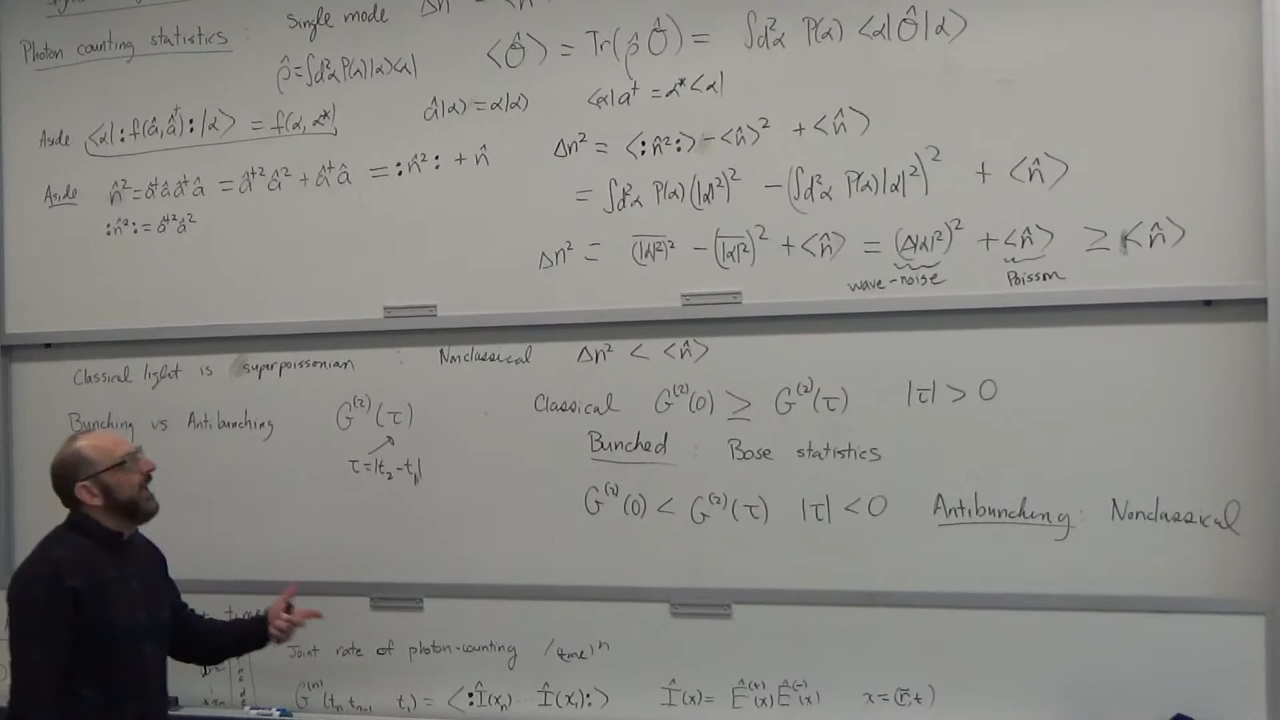 Single mode Δn
Photon counting statistics :
ρ̂ = ∫d²α P(α)|α⟩⟨α|
⟨Ô⟩ = Tr(ρ̂ Ô) = ∫d²α P(α) ⟨α|Ô|α⟩
Aside ⟨α|:f(â,â†):|α⟩ = f(α,α*)
â|α⟩ = α|α⟩ ⟨α|a† = α*⟨α|
Aside n̂² = â†ââ†â = â†²â² + â†â = :n̂²: + n̂
:n̂²: = â†²â²
Δn² = ⟨:n̂²:⟩ - ⟨n̂⟩² + ⟨n̂⟩
= ∫d²α P(α)(|α|²)² - (∫d²α P(α)|α|²)² + ⟨n̂⟩
Δn² = (|α|²)² - (|α|²)² + ⟨n̂⟩ = (Δ|α|²)² + ⟨n̂⟩ ≥ ⟨n̂⟩
wave-noise Poisson
Classical light is superpoissonian : Nonclassical Δn² < ⟨n̂⟩
Bunching vs Antibunching G⁽²⁾(τ)
τ=|t₂-t₁|
Classical G⁽²⁾(0) ≥ G⁽²⁾(τ) |τ| > 0
Bunched : Bose statistics
G⁽²⁾(0) < G⁽²⁾(τ) |τ| < 0 Antibunching: Nonclassical
Joint rate of photon-counting /(time)ⁿ
G⁽ⁿ⁾(tₙ tₙ₋₁ t₁) = ⟨:Î(xₙ)...Î(x₁):⟩ Î(x) = Ê⁽⁺⁾(x)Ê⁽⁻⁾(x) x=(r̄,t)